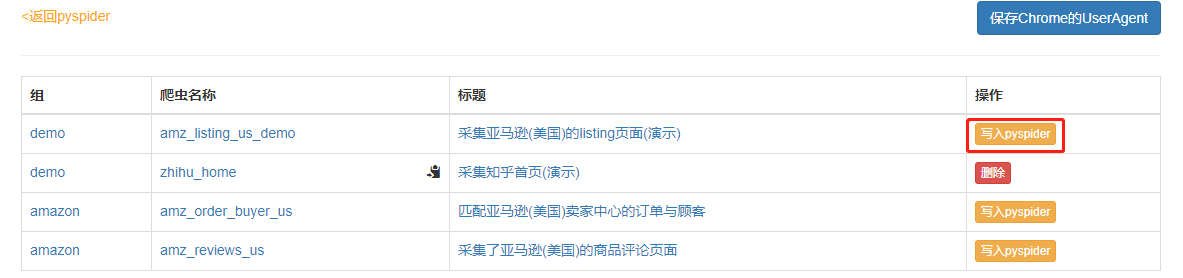 <返回pyspider 保存Chrome的UserAgent
组 爬虫名称 标题 操作
demo amz_listing_us_demo 采集亚马逊(美国)的listing页面(演示) 写入pyspider
demo zhihu_home 采集知乎首页(演示) 删除
amazon amz_order_buyer_us 匹配亚马逊(美国)卖家中心的订单与顾客 写入pyspider
amazon amz_reviews_us 采集了亚马逊(美国)的商品评论页面 写入pyspider